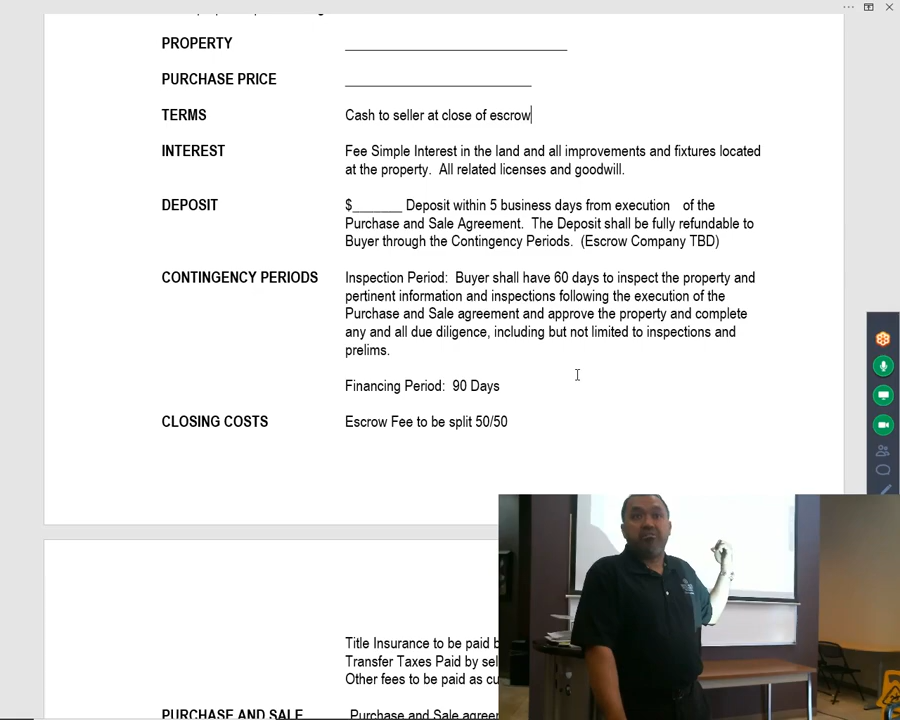 PROPERTY
PURCHASE PRICE
TERMS Cash to seller at close of escrow
INTEREST Fee Simple Interest in the land and all improvements and fixtures located
at the property. All related licenses and goodwill.
DEPOSIT $_______ Deposit within 5 business days from execution of the
Purchase and Sale Agreement. The Deposit shall be fully refundable to
Buyer through the Contingency Periods. (Escrow Company TBD)
CONTINGENCY PERIODS Inspection Period: Buyer shall have 60 days to inspect the property and
pertinent information and inspections following the execution of the
Purchase and Sale agreement and approve the property and complete
any and all due diligence, including but not limited to inspections and
prelims.
Financing Period: 90 Days
CLOSING COSTS Escrow Fee to be split 50/50
Title Insurance to be paid
Transfer Taxes Paid by
Other fees to be paid as
PURCHASE AND SALE Purchase and Sale